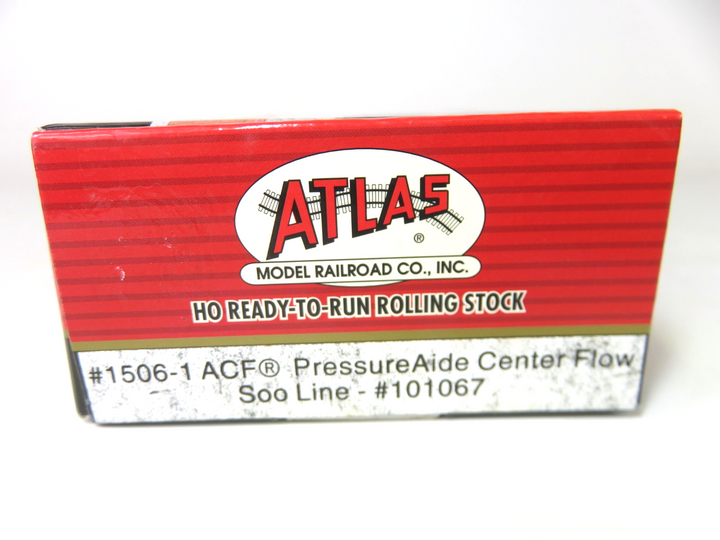 ATLAS
®
MODEL RAILROAD CO., INC.
HO READY-TO-RUN ROLLING STOCK
#1506-1 ACF® PressureAide Center Flow
Soo Line - #101067